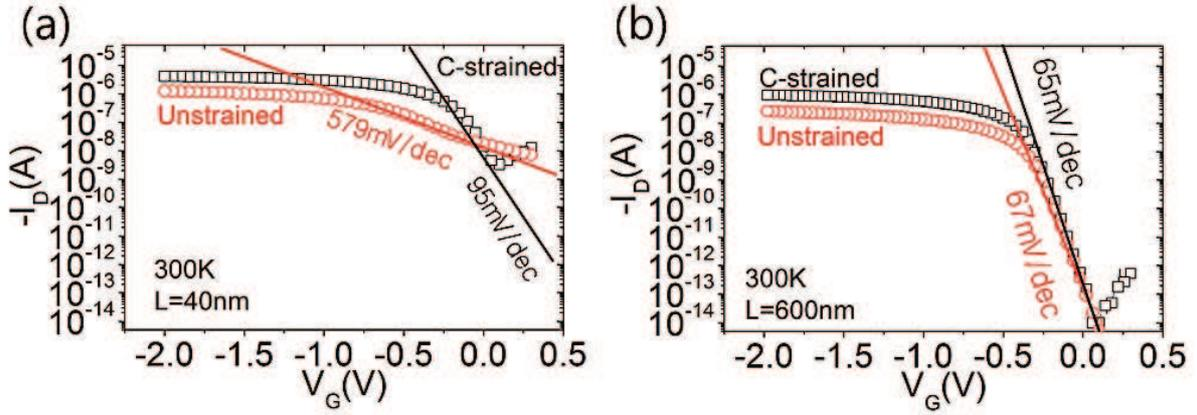 (a)
10^-5
10^-6
10^-7
10^-8
10^-9
10^-10
10^-11
10^-12
10^-13
10^-14
-I_D(A)
C-strained
Unstrained
579mV/dec
95mV/dec
300K
L=40nm
-2.0 -1.5 -1.0 -0.5 0.0 0.5
V_G(V)
(b)
10^-5
10^-6
10^-7
10^-8
10^-9
10^-10
10^-11
10^-12
10^-13
10^-14
-I_D(A)
C-strained
Unstrained
65mV/dec
67mV/dec
300K
L=600nm
-2.0 -1.5 -1.0 -0.5 0.0 0.5
V_G(V)